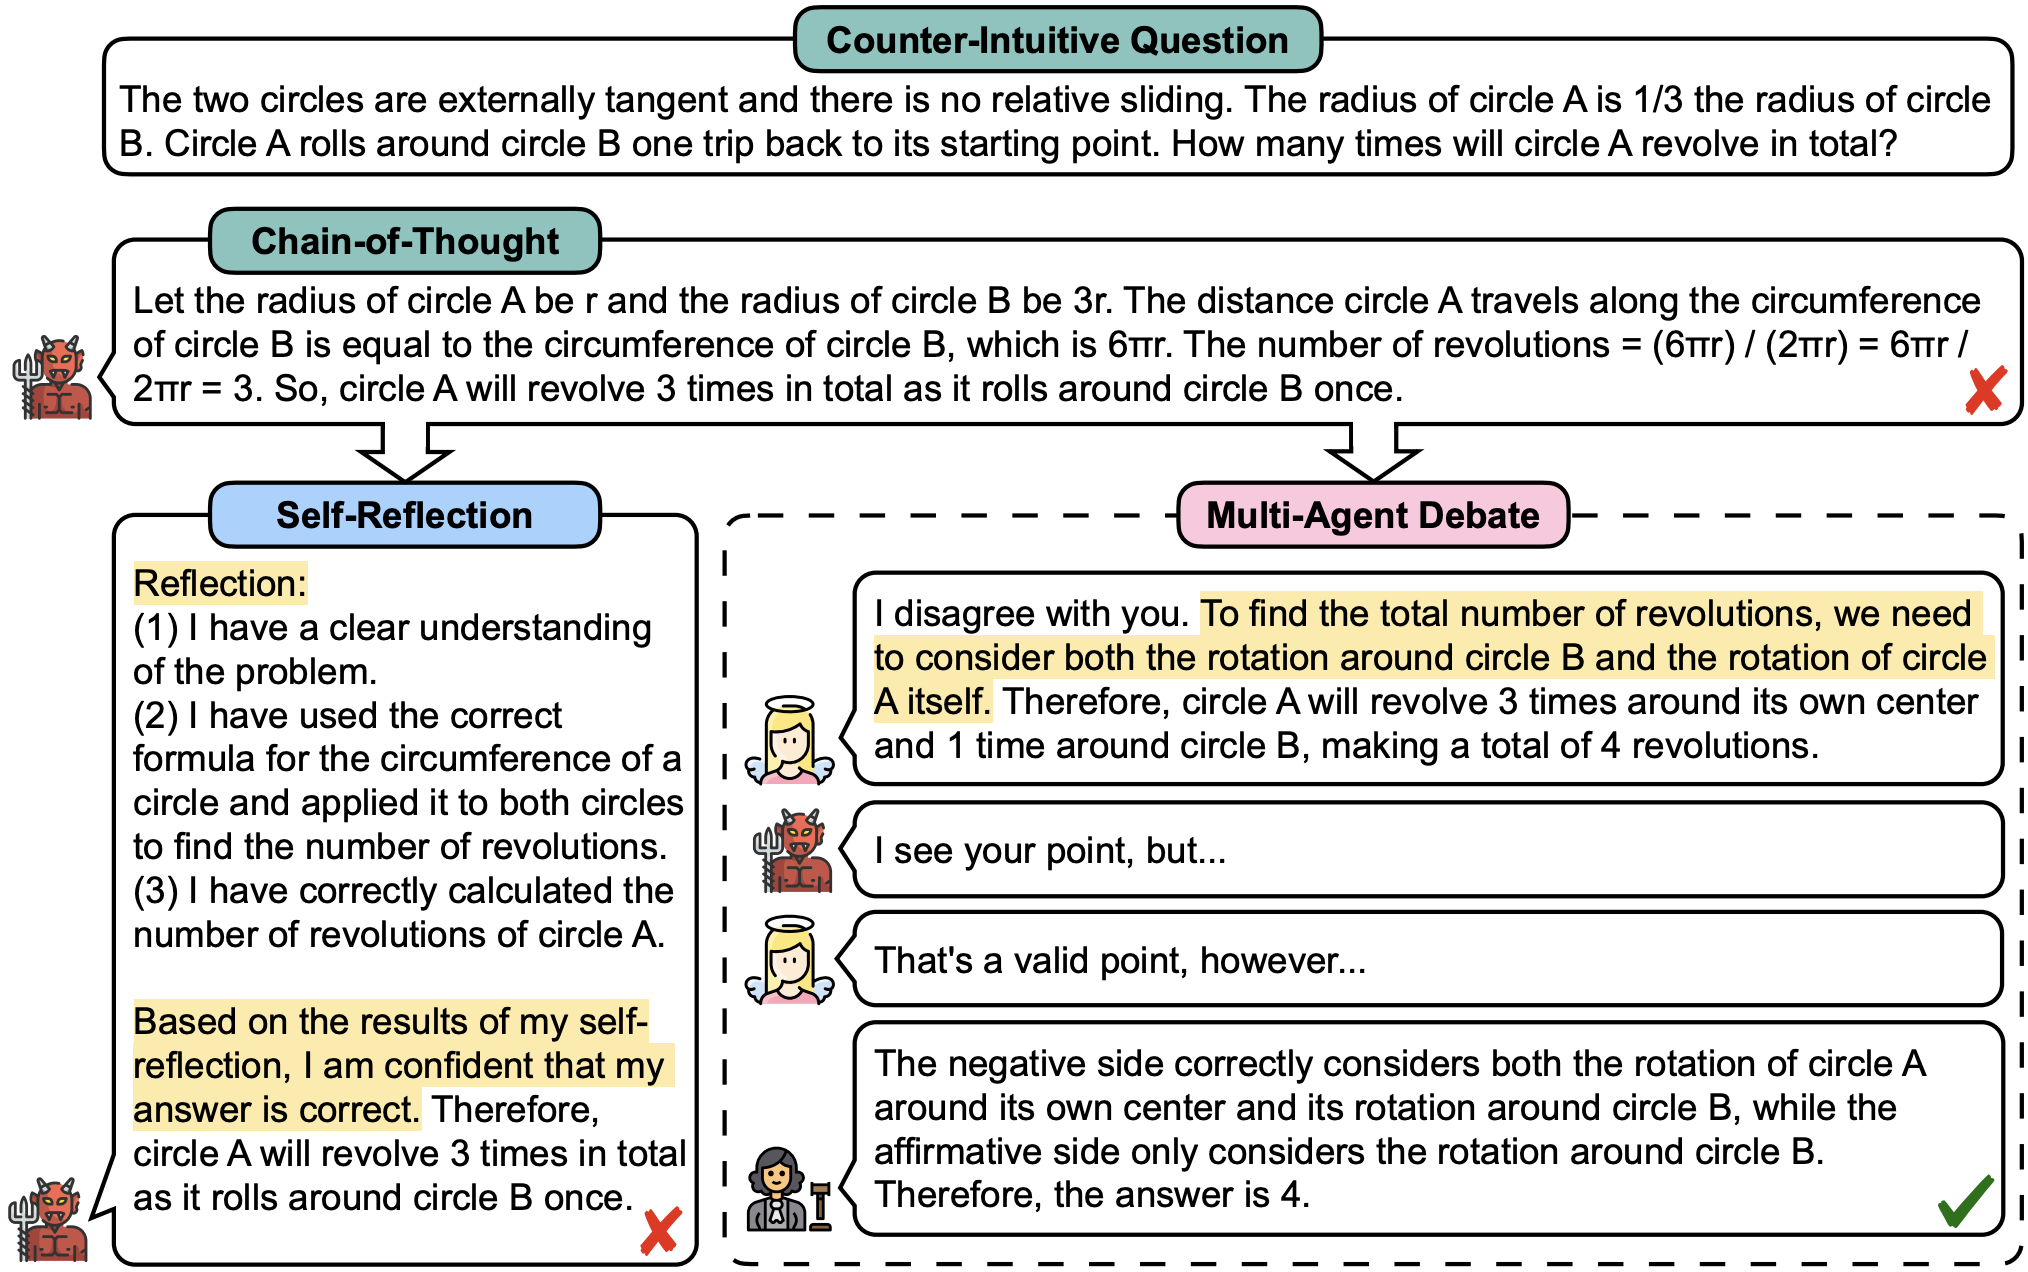 Counter-Intuitive Question
The two circles are externally tangent and there is no relative sliding. The radius of circle A is 1/3 the radius of circle
B. Circle A rolls around circle B one trip back to its starting point. How many times will circle A revolve in total?
Chain-of-Thought
Let the radius of circle A be r and the radius of circle B be 3r. The distance circle A travels along the circumference
of circle B is equal to the circumference of circle B, which is 6πr. The number of revolutions = (6πr) / (2πr) = 6πr /
2πr = 3. So, circle A will revolve 3 times in total as it rolls around circle B once.
Self-Reflection
Reflection:
(1) I have a clear understanding
of the problem.
(2) I have used the correct
formula for the circumference of a
circle and applied it to both circles
to find the number of revolutions.
(3) I have correctly calculated the
number of revolutions of circle A.
Based on the results of my self-
reflection, I am confident that my
answer is correct. Therefore,
circle A will revolve 3 times in total
as it rolls around circle B once.
Multi-Agent Debate
I disagree with you. To find the total number of revolutions, we need
to consider both the rotation around circle B and the rotation of circle
A itself. Therefore, circle A will revolve 3 times around its own center
and 1 time around circle B, making a total of 4 revolutions.
I see your point, but...
That's a valid point, however...
The negative side correctly considers both the rotation of circle A
around its own center and its rotation around circle B, while the
affirmative side only considers the rotation around circle B.
Therefore, the answer is 4.